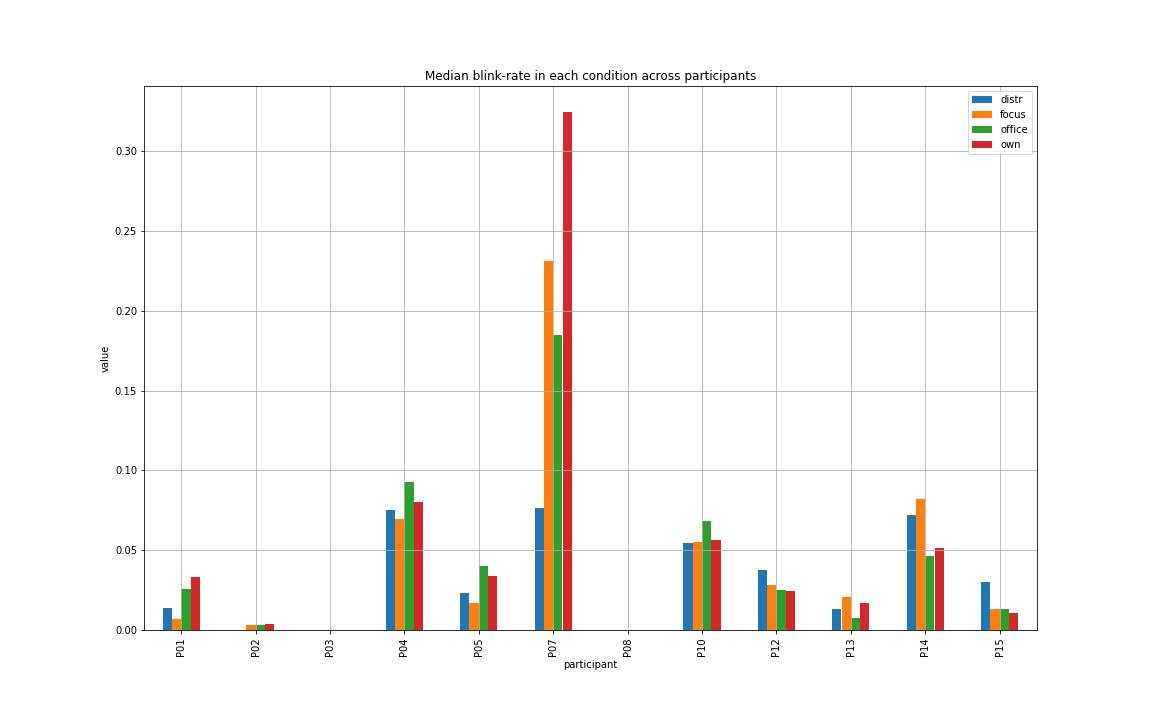 Median blink-rate in each condition across participants
distr
focus
office
own
value
0.30
0.25
0.20
0.15
0.10
0.05
0.00
P01 P02 P03 P04 P05 P07 P08 P10 P12 P13 P14 P15
participant